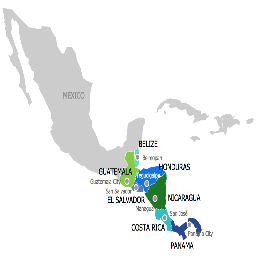 MEXICO
BELIZE
Belmopan
HONDURAS
GUATEMALA
Tegucigalpa
Guatemala City
San Salvador
EL SALVADOR
NICARAGUA
Managua
San José
COSTA RICA
Panama City
PANAMA